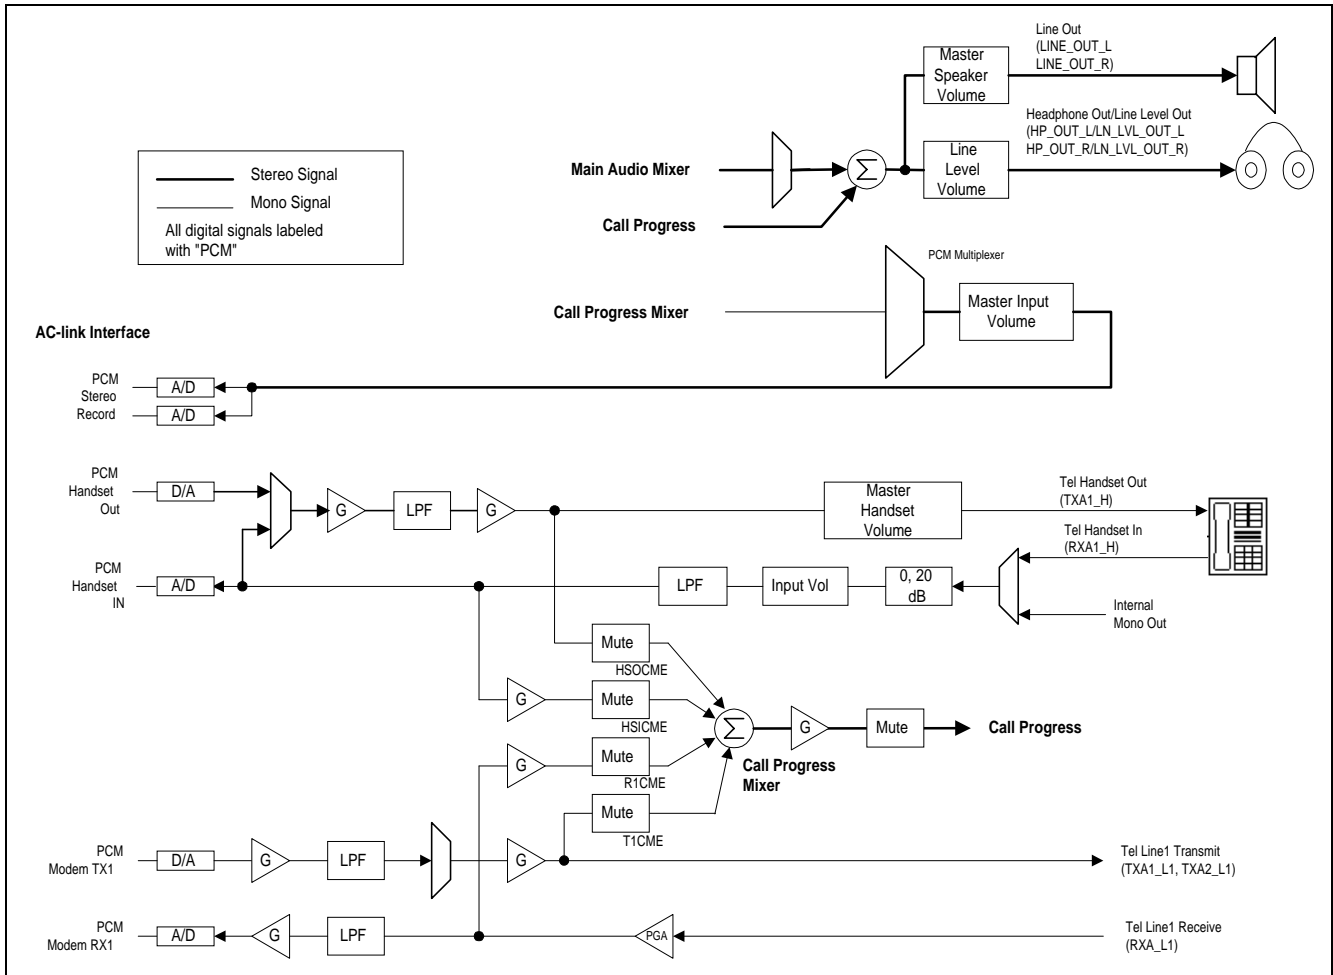 Line Out
(LINE_OUT_L
LINE_OUT_R)
Master
Speaker
Volume
Headphone Out/Line Level Out
(HP_OUT_L/LN_LVL_OUT_L
HP_OUT_R/LN_LVL_OUT_R)
Line
Level
Volume
Main Audio Mixer
Σ
Call Progress
Stereo Signal
Mono Signal
All digital signals labeled
with "PCM"
PCM Multiplexer
Call Progress Mixer
Master Input
Volume
AC-link Interface
PCM
Stereo
Record
A/D
A/D
PCM
Handset
Out
D/A
G
LPF
G
Master
Handset
Volume
Tel Handset Out
(TXA1_H)
Tel Handset In
(RXA1_H)
PCM
Handset
IN
A/D
LPF
Input Vol
0, 20
dB
Internal
Mono Out
Mute
HSOCME
G
Mute
HSICME
Σ
G
Mute
Call Progress
G
Mute
R1CME
Call Progress
Mixer
Mute
T1CME
PCM
Modem TX1
D/A
G
LPF
G
Tel Line1 Transmit
(TXA1_L1, TXA2_L1)
PCM
Modem RX1
A/D
G
LPF
PGA
Tel Line1 Receive
(RXA_L1)